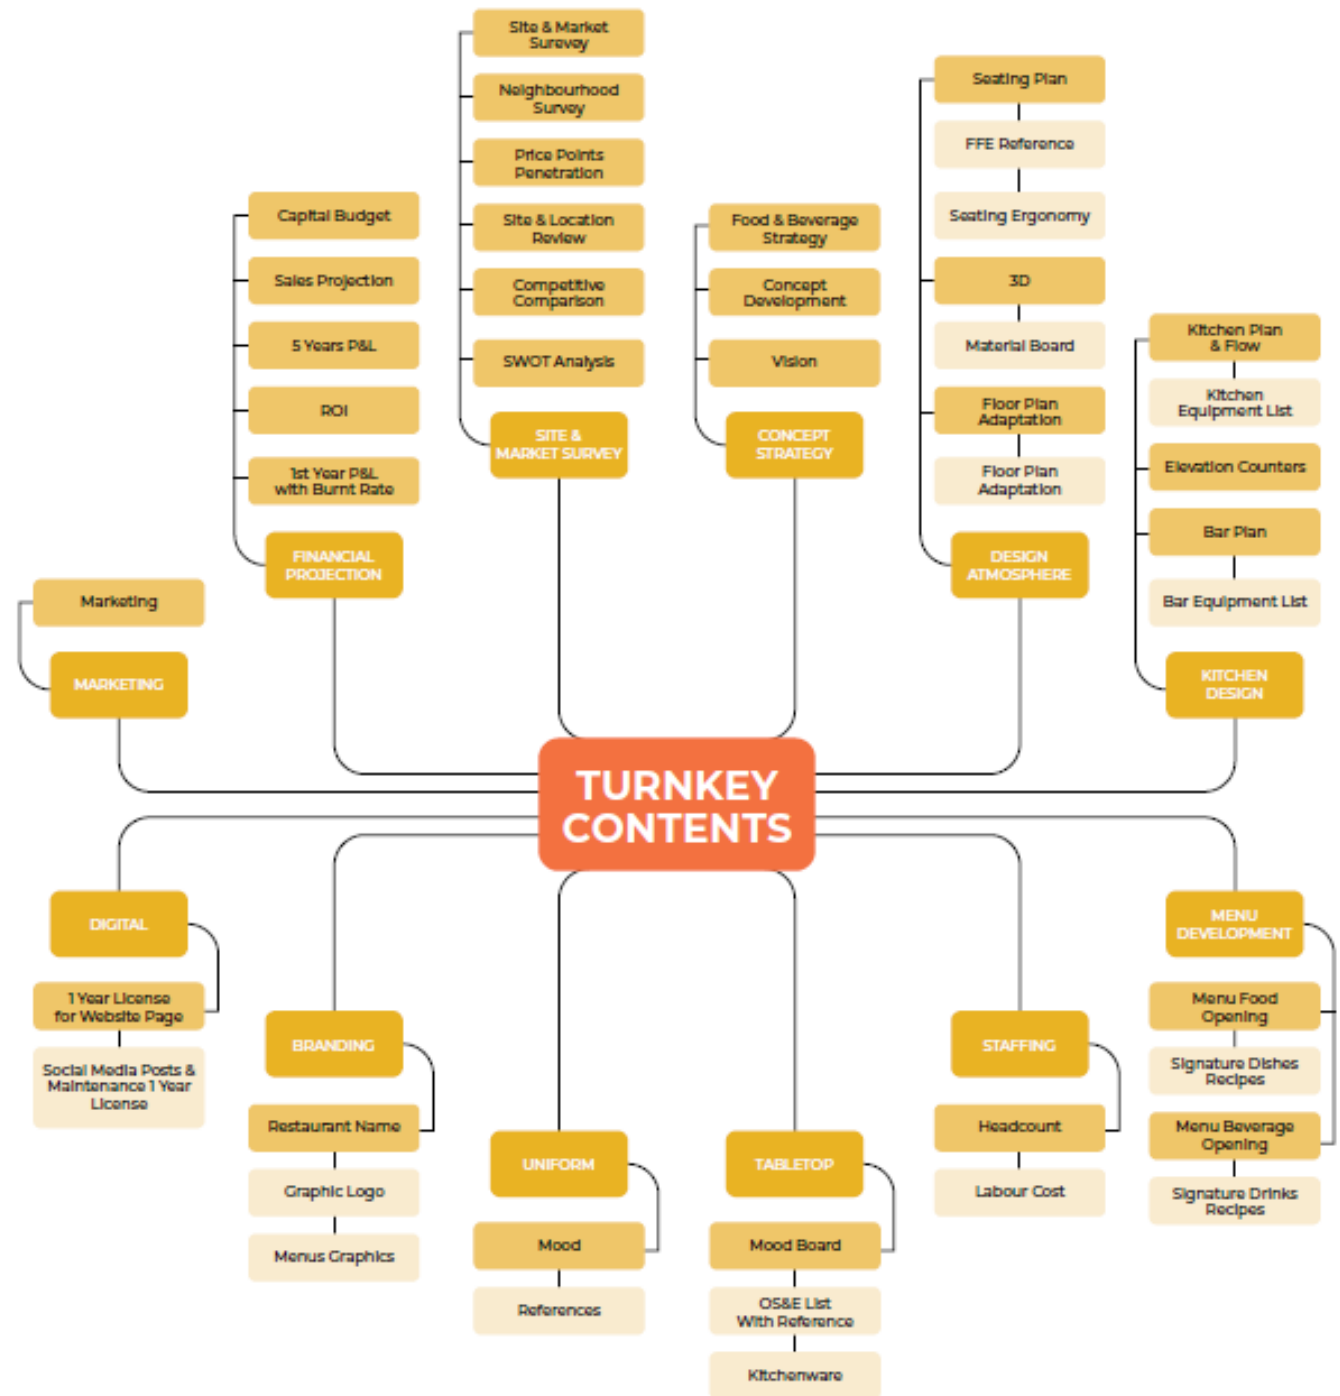 Site & Market
Surevey
Neighbourhood
Survey
Price Points
Penetration
Site & Location
Review
Competitive
Comparison
SWOT Analysis
SITE &
MARKET SURVEY
Capital Budget
Sales Projection
5 Years P&L
ROI
1st Year P&L
with Burnt Rate
FINANCIAL
PROJECTION
Marketing
MARKETING
Food & Beverage
Strategy
Concept
Development
Vision
CONCEPT
STRATEGY
Seating Plan
FFE Reference
Seating Ergonomy
3D
Material Board
Floor Plan
Adaptation
Floor Plan
Adaptation
DESIGN
ATMOSPHERE
Kitchen Plan
& Flow
Kitchen
Equipment List
Elevation Counters
Bar Plan
Bar Equipment List
KITCHEN
DESIGN
TURNKEY
CONTENTS
DIGITAL
1 Year License
for Website Page
Social Media Posts &
Maintenance 1 Year
License
BRANDING
Restaurant Name
Graphic Logo
Menus Graphics
UNIFORM
Mood
References
TABLETOP
Mood Board
OS&E List
With Reference
Kitchenware
STAFFING
Headcount
Labour Cost
MENU
DEVELOPMENT
Menu Food
Opening
Signature Dishes
Recipes
Menu Beverage
Opening
Signature Drinks
Recipes